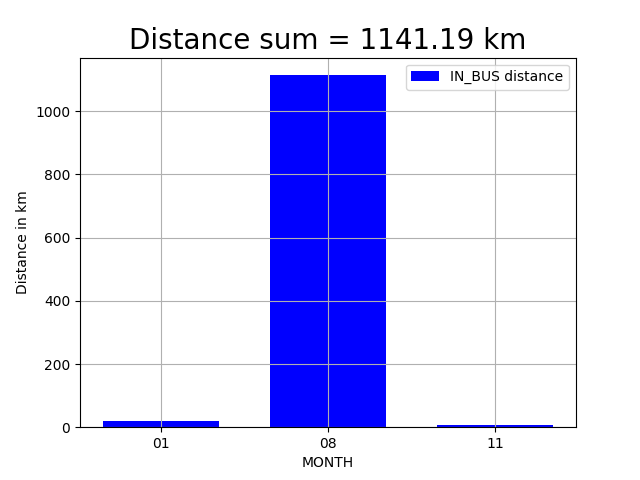 Distance sum = 1141.19 km
IN_BUS distance
1000
800
600
400
200
0
Distance in km
01 08 11
MONTH